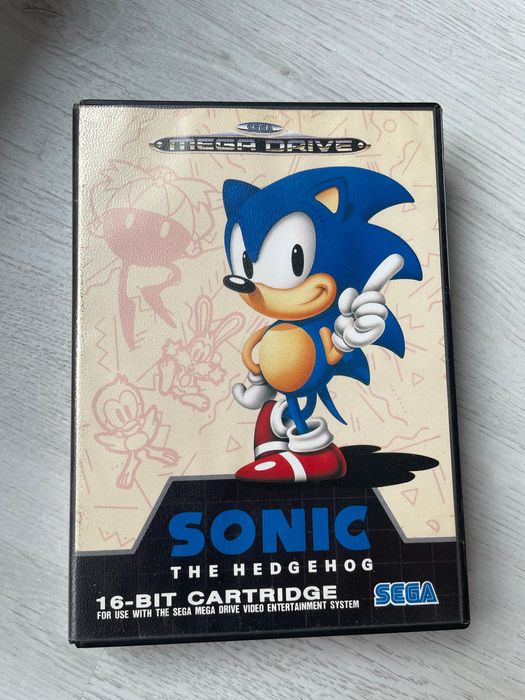 SEGA
MEGA DRIVE
SONIC
THE HEDGEHOG
16-BIT CARTRIDGE
FOR USE WITH THE SEGA MEGA DRIVE VIDEO ENTERTAINMENT SYSTEM
SEGA